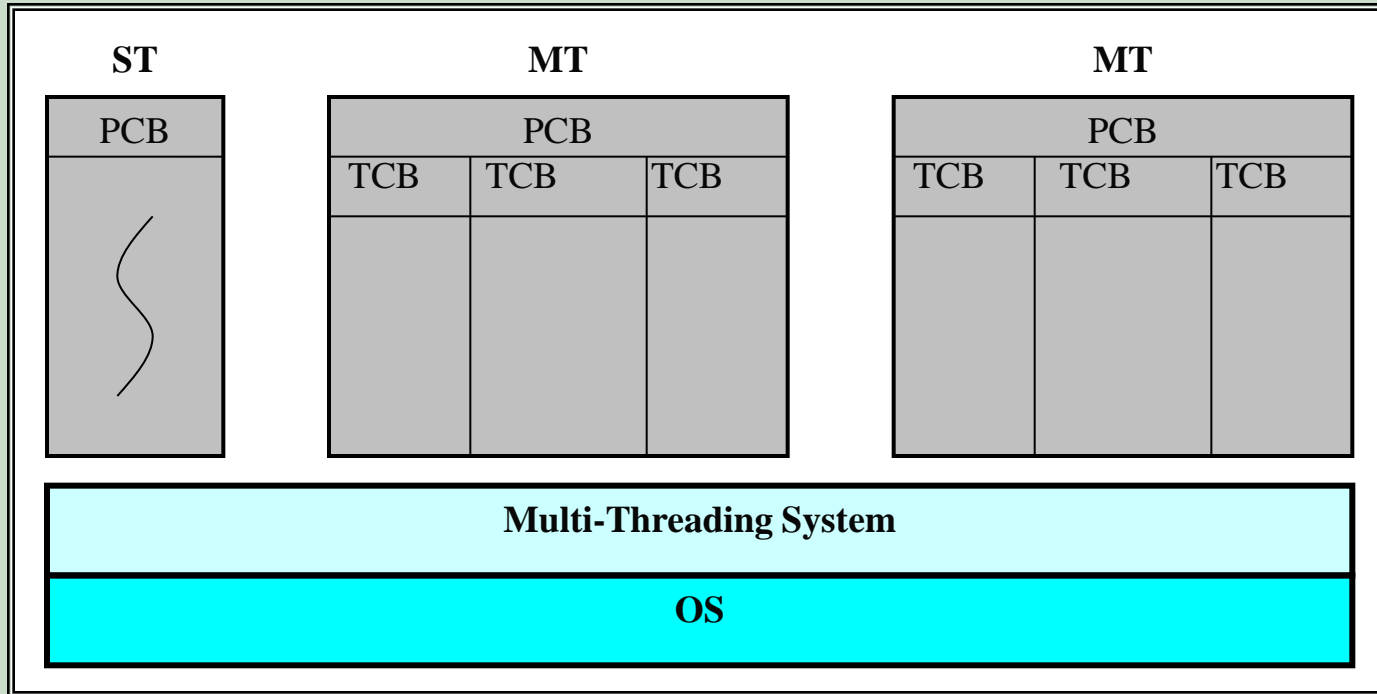 ST MT MT
PCB PCB PCB
TCB TCB TCB TCB TCB TCB
Multi-Threading System
OS